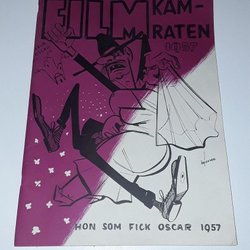 FILM KAM-
RATEN
1957
HON SOM FICK OSCAR 1957